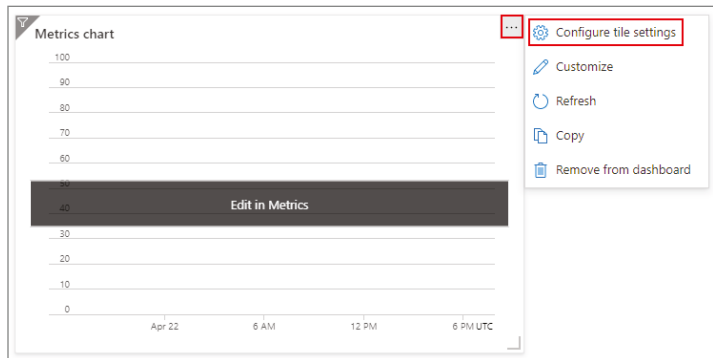 Metrics chart
...
Configure tile settings
Customize
Refresh
Copy
Remove from dashboard
100
90
80
70
60
50
40
Edit in Metrics
30
20
10
0
Apr 22 6 AM 12 PM 6 PM UTC